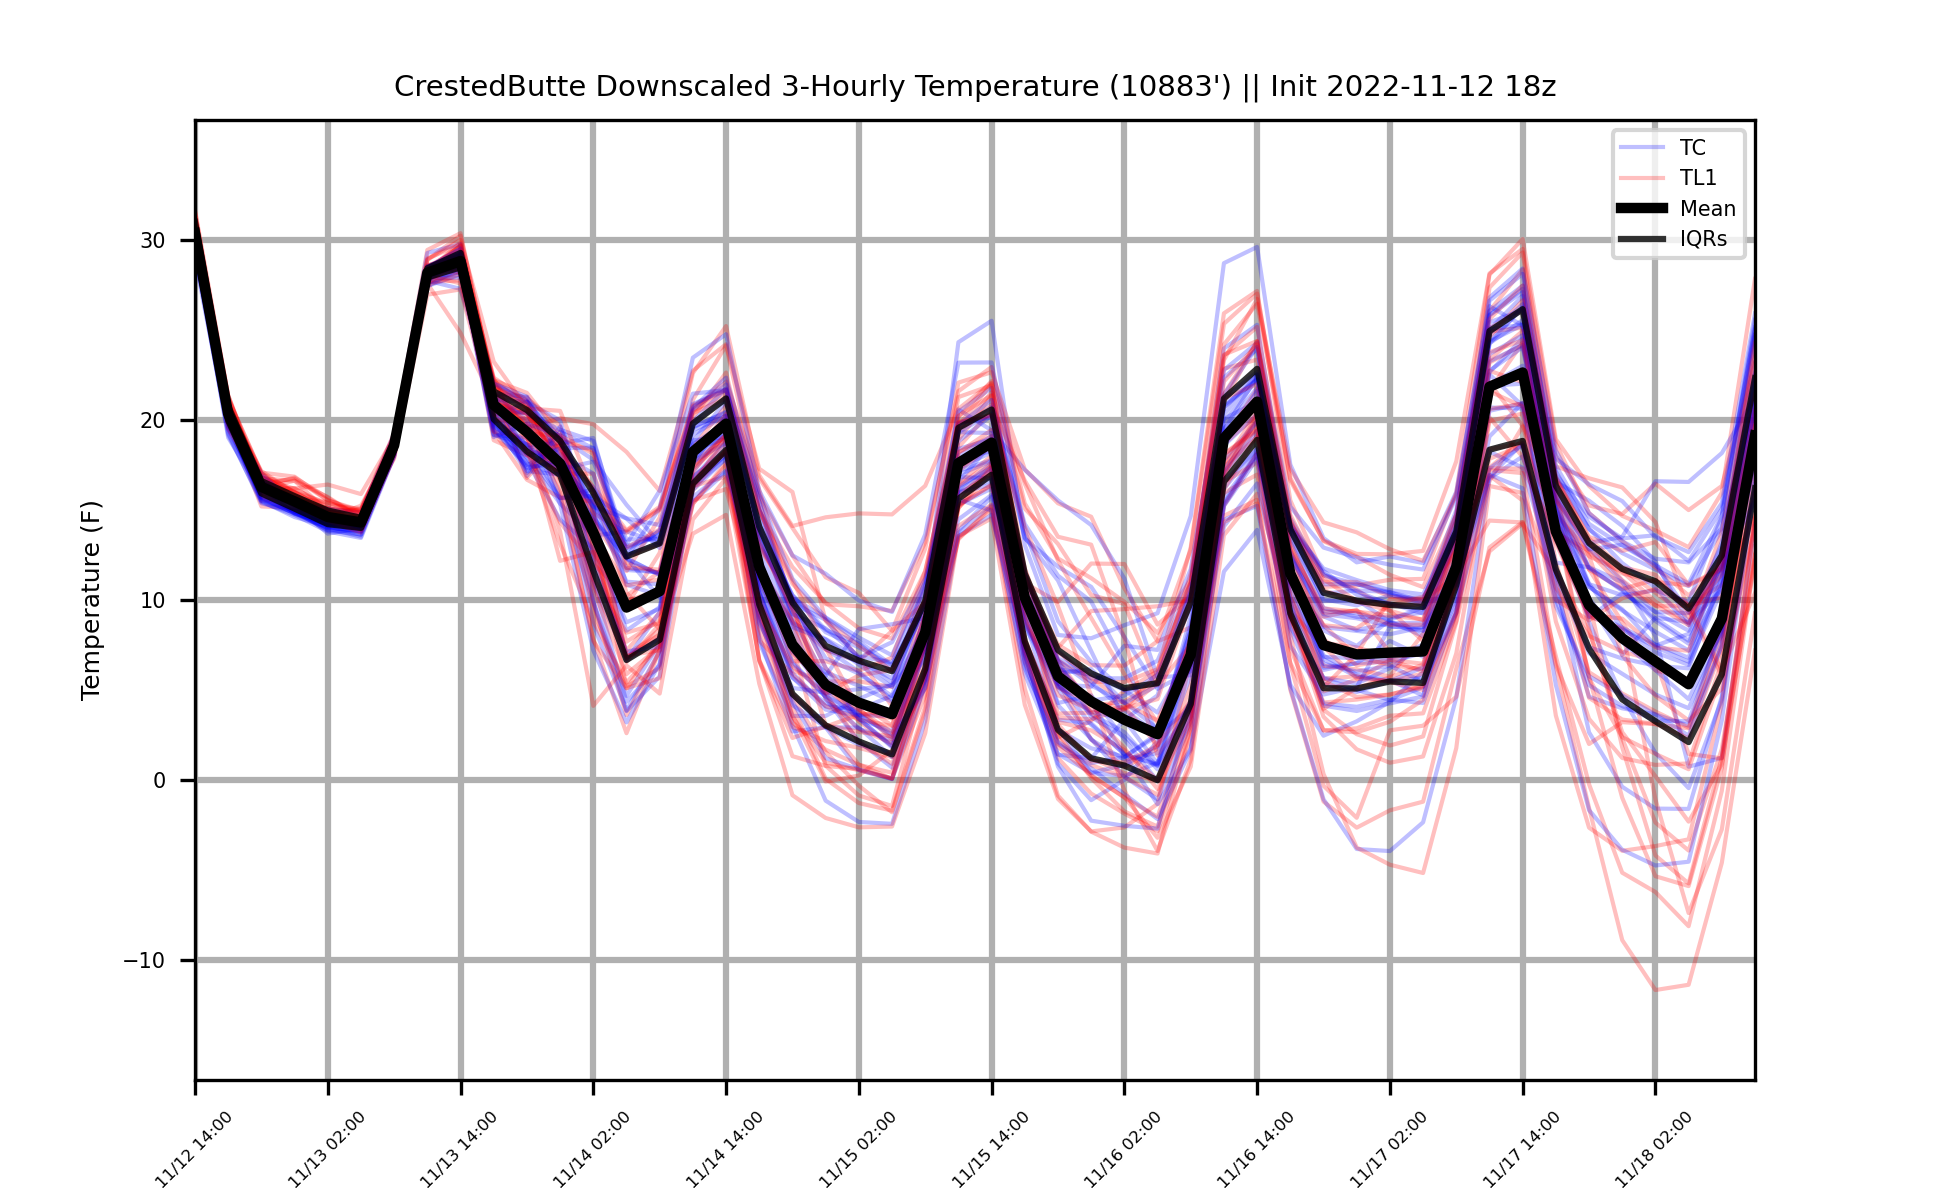 CrestedButte Downscaled 3-Hourly Temperature (10883') || Init 2022-11-12 18z
TC
TL1
Mean
IQRs
Temperature (F)
30
20
10
0
−10
11/12 14:00
11/13 02:00
11/13 14:00
11/14 02:00
11/14 14:00
11/15 02:00
11/15 14:00
11/16 02:00
11/16 14:00
11/17 02:00
11/17 14:00
11/18 02:00